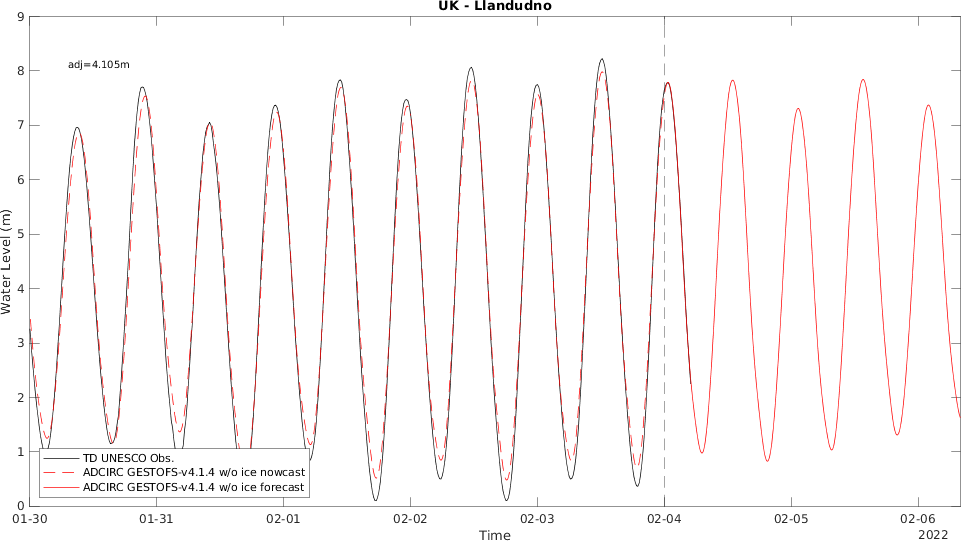 UK - Llandudno
adj=4.105m
9
8
7
6
5
4
3
2
1
0
Water Level (m)
TD UNESCO Obs.
ADCIRC GESTOFS-v4.1.4 w/o ice nowcast
ADCIRC GESTOFS-v4.1.4 w/o ice forecast
01-30 01-31 02-01 02-02 02-03 02-04 02-05 02-06
Time
2022